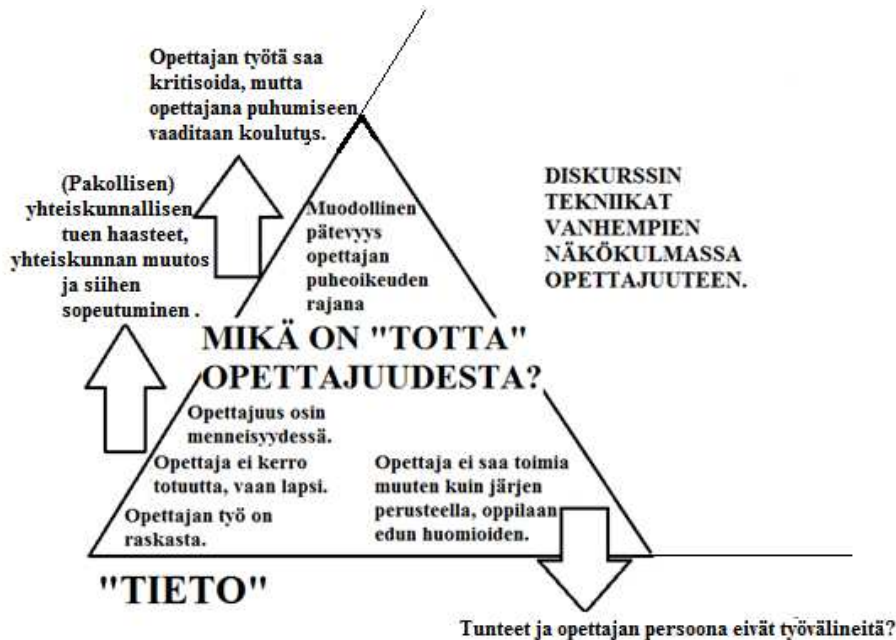 Opettajan työtä saa
kritisoida, mutta
opettajana puhumiseen
vaaditaan koulutys.
(Pakollisen)
yhteiskunnallisen
tuen haasteet,
yhteiskunnan muutos
ja siihen
sopeutuminen .
Muodollinen
pätevyys
opettajan
puheoikeuden
rajana
DISKURSSIN
TEKNIIKAT
VANHEMPIEN
NÄKÖKULMASSA
OPETTAJUUTEEN.
MIKÄ ON "TOTTA"
OPETTAJUUDESTA?
Opettajuus osin
menneisyydessä.
Opettaja ei kerro
totuutta, vaan lapsi.
Opettajan työ on
raskasta.
Opettaja ei saa toimia
muuten kuin järjen
perusteella, oppilaan
edun huomioiden.
"TIETO"
Tunteet ja opettajan persoona eivät työvälineitä?